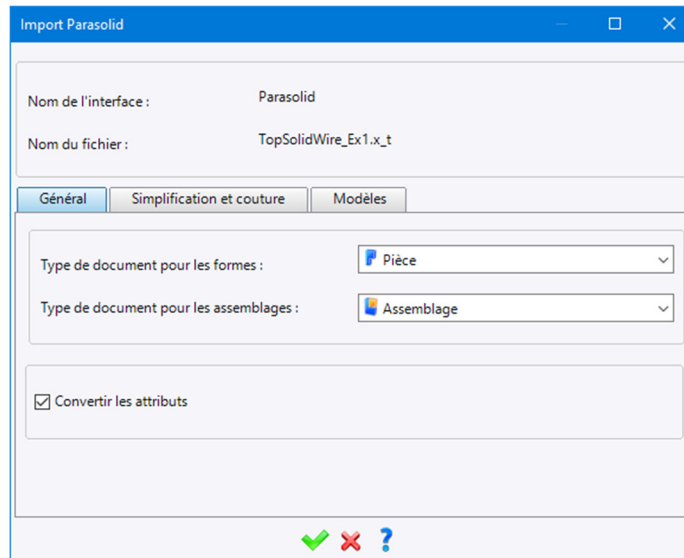 Import Parasolid
Nom de l'interface : Parasolid
Nom du fichier : TopSolidWire_Ex1.x_t
Général Simplification et couture Modèles
Type de document pour les formes : Pièce
Type de document pour les assemblages : Assemblage
Convertir les attributs